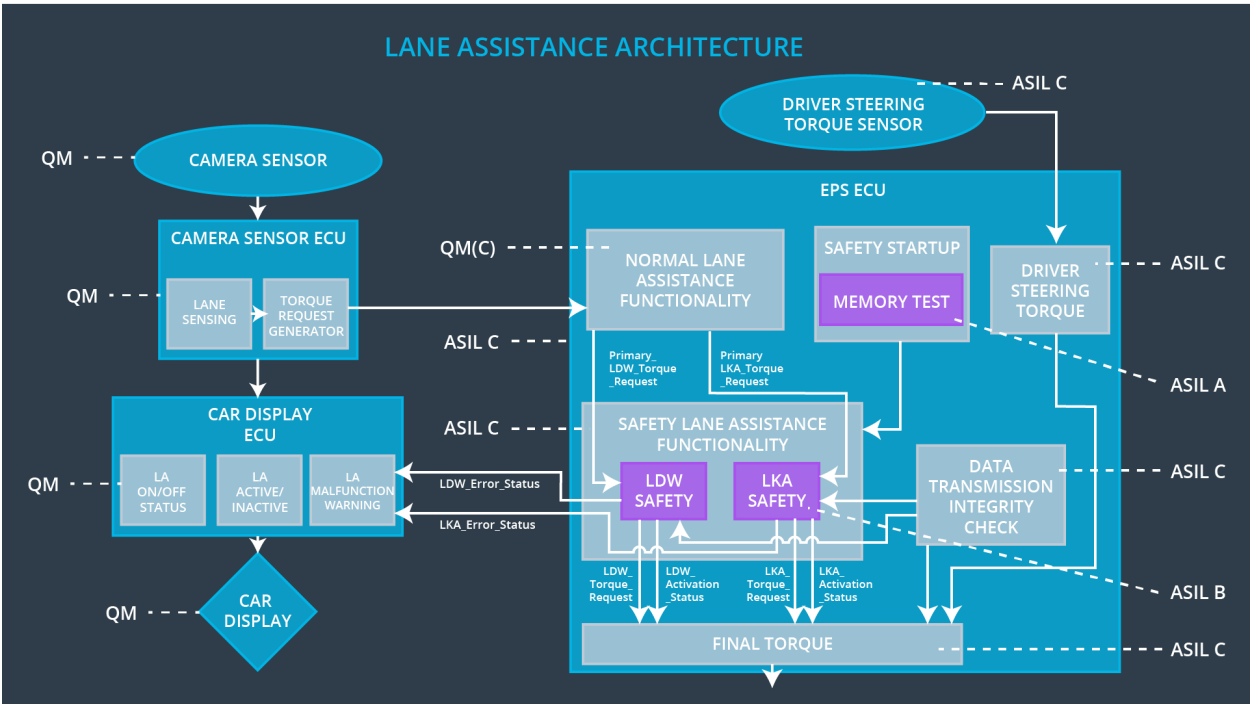 LANE ASSISTANCE ARCHITECTURE
ASIL C
DRIVER STEERING
TORQUE SENSOR
QM
CAMERA SENSOR
EPS ECU
CAMERA SENSOR ECU
QM(C)
NORMAL LANE
ASSISTANCE
FUNCTIONALITY
SAFETY STARTUP
MEMORY TEST
DRIVER
STEERING
TORQUE
ASIL C
QM
LANE
SENSING
TORQUE
REQUEST
GENERATOR
ASIL C
Primary_
LDW_Torque
_Request
Primary
LKA_Torque
_Request
ASIL A
CAR DISPLAY
ECU
ASIL C
SAFETY LANE ASSISTANCE
FUNCTIONALITY
QM
LA
ON/OFF
STATUS
LA
ACTIVE/
INACTIVE
LA
MALFUNCTION
WARNING
LDW_Error_Status
LKA_Error_Status
LDW
SAFETY
LKA
SAFETY
DATA
TRANSMISSION
INTEGRITY
CHECK
ASIL C
LDW_
Torque_
Request
LDW_
Activation
_Status
LKA_
Torque_
Request
LKA_
Activation
_Status
ASIL B
QM
CAR
DISPLAY
FINAL TORQUE
ASIL C